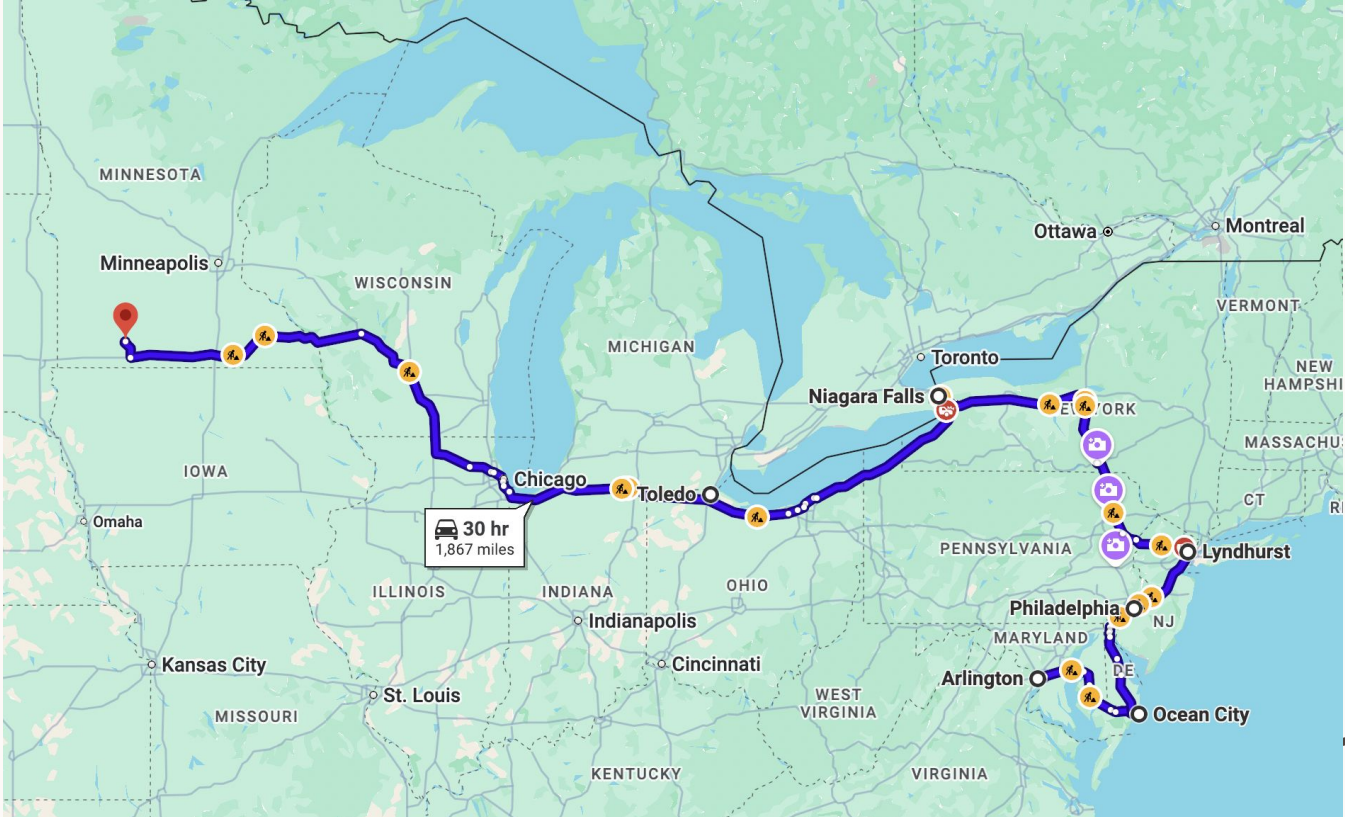 MINNESOTA
Ottawa
Montreal
Minneapolis
WISCONSIN
VERMONT
MICHIGAN
Toronto
NEW
HAMPSHI
Niagara Falls
EW YORK
MASSACHU
IOWA
Chicago
Toledo
CT
Omaha
30 hr
1,867 miles
PENNSYLVANIA
Lyndhurst
ILLINOIS
INDIANA
OHIO
Philadelphia
NJ
Indianapolis
MARYLAND
Kansas City
Cincinnati
Arlington
DE
St. Louis
WEST
VIRGINIA
Ocean City
MISSOURI
KENTUCKY
VIRGINIA